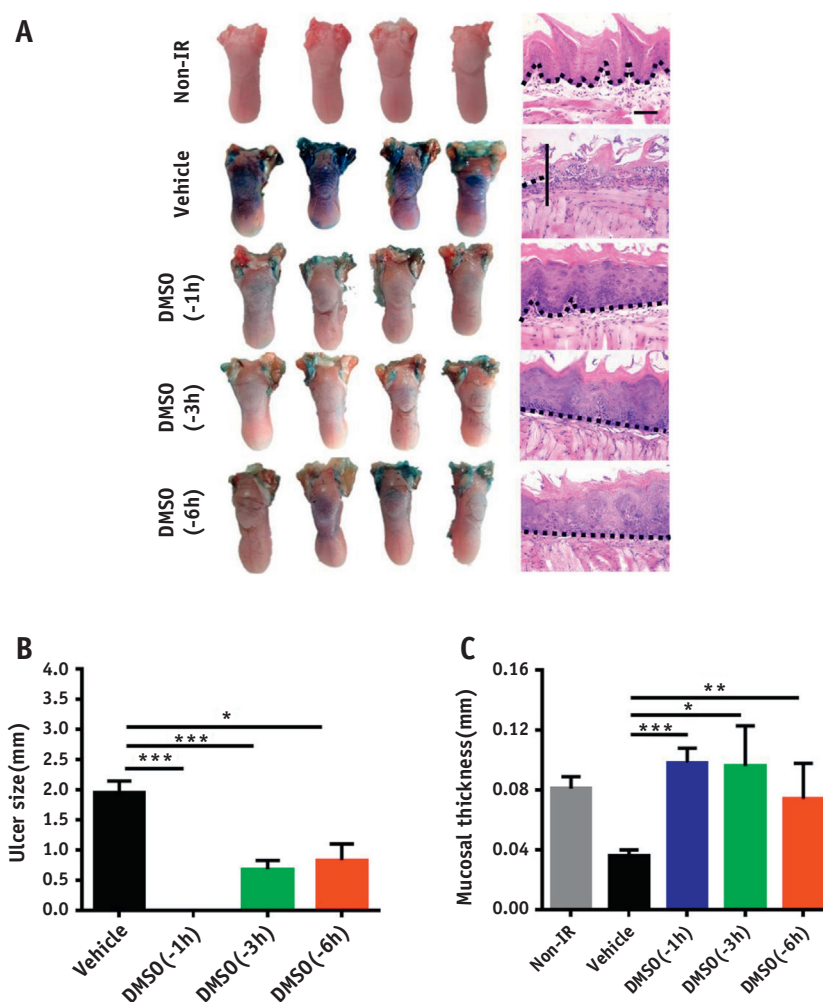 A
Non-IR
Vehicle
DMSO
(-1h)
DMSO
(-3h)
DMSO
(-6h)
B
Ulcer size(mm)
4.0
3.5
3.0
2.5
2.0
1.5
1.0
0.5
0.0
*
***
***
Vehicle
DMSO(-1h)
DMSO(-3h)
DMSO(-6h)
C
Mucosal thickness(mm)
0.16
0.12
0.08
0.04
0.00
**
*
***
Non-IR
Vehicle
DMSO(-1h)
DMSO(-3h)
DMSO(-6h)